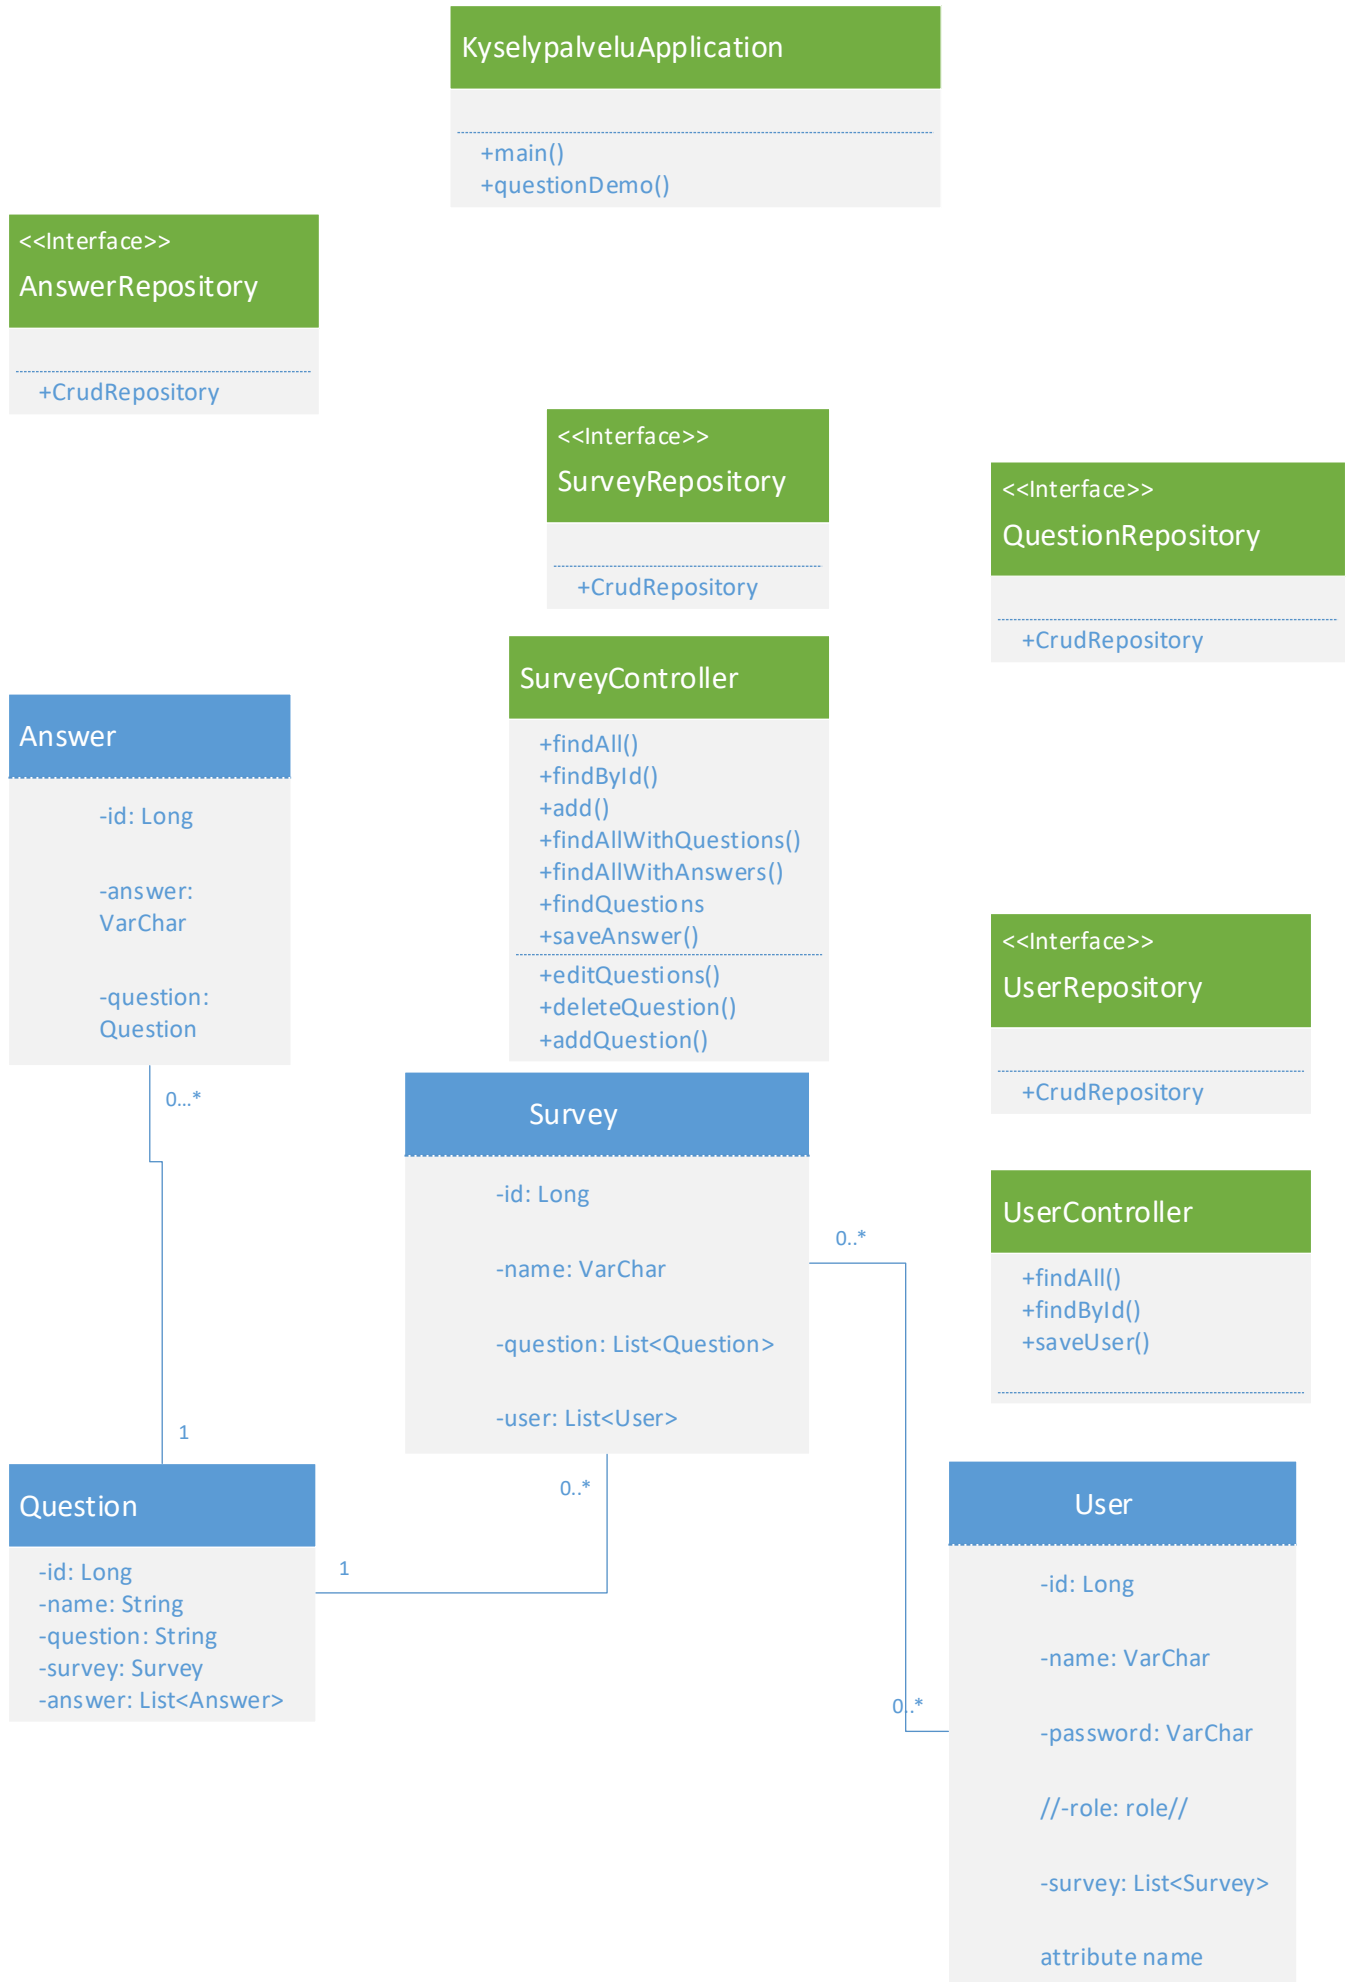 KyselypalveluApplication
+main()
+questionDemo()
<<Interface>>
AnswerRepository
+CrudRepository
<<Interface>>
SurveyRepository
+CrudRepository
<<Interface>>
QuestionRepository
+CrudRepository
SurveyController
+findAll()
+findById()
+add()
+findAllWithQuestions()
+findAllWithAnswers()
+findQuestions
+saveAnswer()
+editQuestions()
+deleteQuestion()
+addQuestion()
Answer
-id: Long
-answer:
VarChar
-question:
Question
0...*
1
<<Interface>>
UserRepository
+CrudRepository
Survey
-id: Long
-name: VarChar
-question: List<Question>
-user: List<User>
0..*
0..*
UserController
+findAll()
+findById()
+saveUser()
Question
-id: Long
-name: String
-question: String
-survey: Survey
-answer: List<Answer>
1
0..*
User
-id: Long
-name: VarChar
-password: VarChar
//-role: role//
-survey: List<Survey>
attribute name